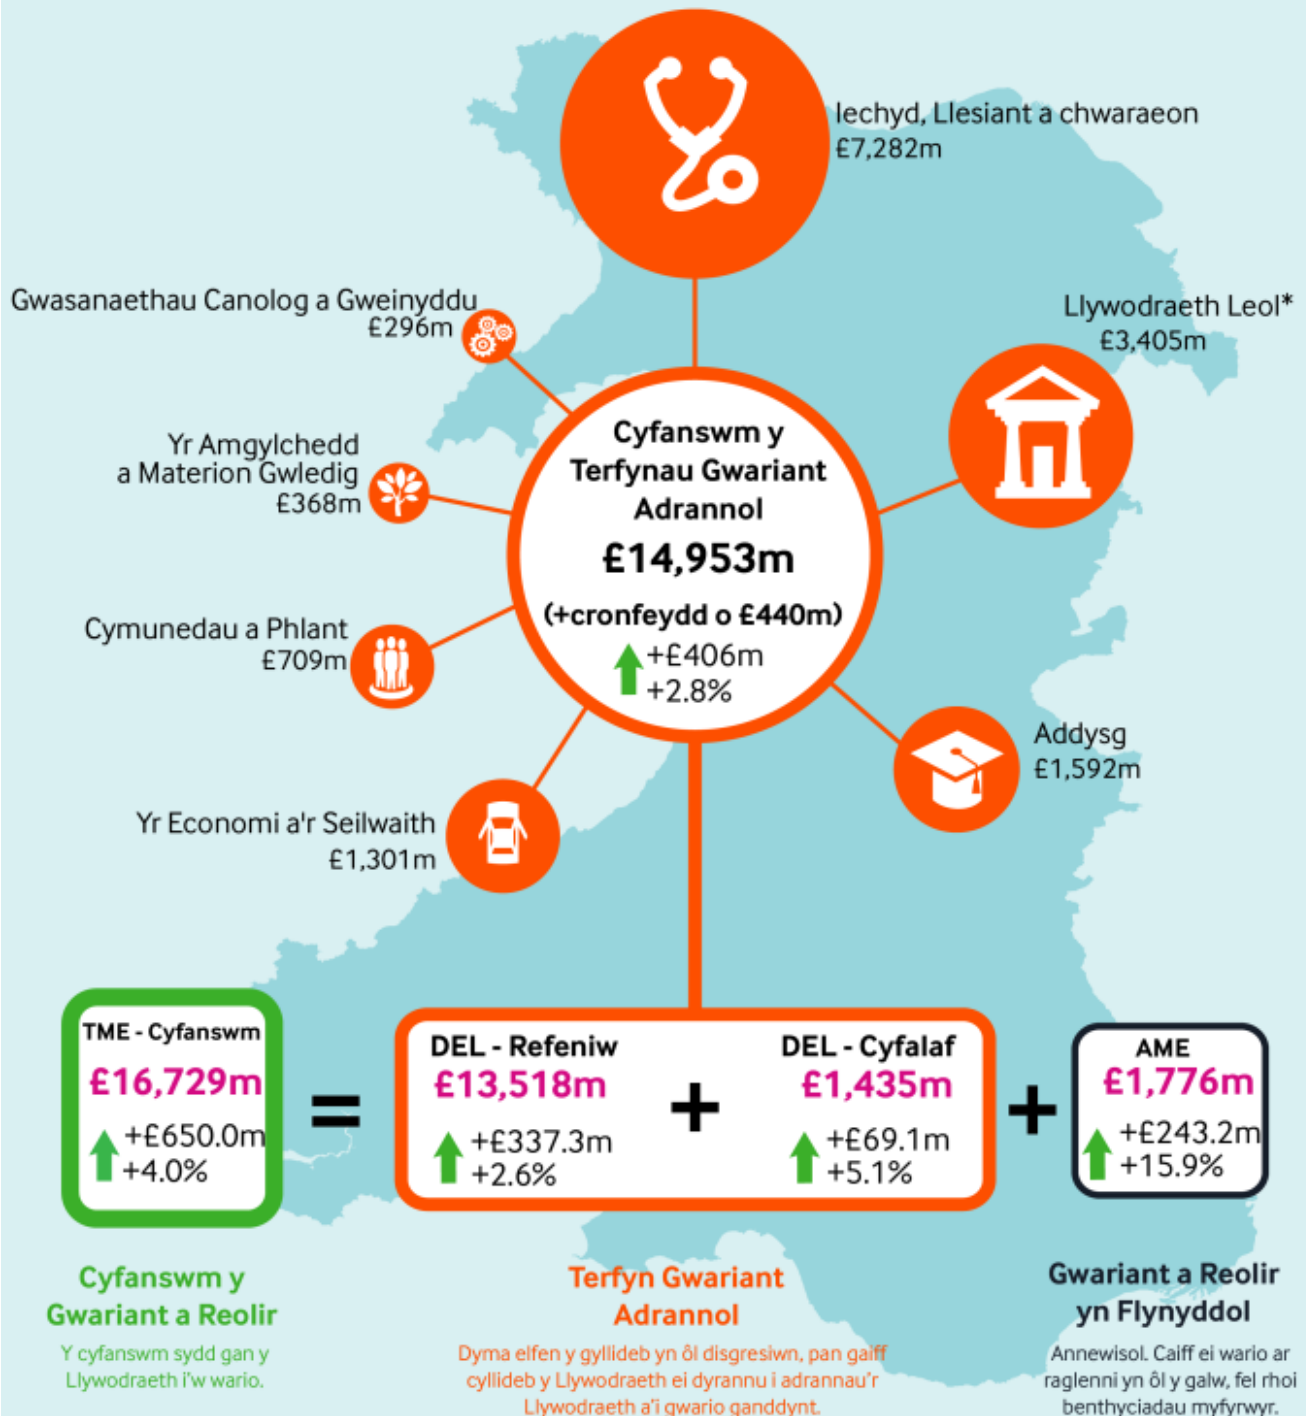 Iechyd, Llesiant a chwaraeon
£7,282m
Gwasanaethau Canolog a Gweinyddu
£296m
Llywodraeth Leol*
£3,405m
Yr Amgylchedd
a Materion Gwledig
£368m
Cyfanswm y
Terfynau Gwariant
Adrannol
£14,953m
(+cronfeydd o £440m)
+£406m
+2.8%
Cymunedau a Phlant
£709m
Addysg
£1,592m
Yr Economi a'r Seilwaith
£1,301m
TME - Cyfanswm
£16,729m
+£650.0m
+4.0%
=
DEL - Refeniw
£13,518m
+£337.3m
+2.6%
+
DEL - Cyfalaf
£1,435m
+£69.1m
+5.1%
+
AME
£1,776m
+£243.2m
+15.9%
Cyfanswm y
Gwariant a Reolir
Y cyfanswm sydd gan y
Llywodraeth i'w wario.
Terfyn Gwariant
Adrannol
Dyma elfen y gyllideb yn ôl disgresiwn, pan gaiff
cyllideb y Llywodraeth ei dyrannu i adrannau'r
Llywodraeth a'i gwario ganddynt.
Gwariant a Reolir
yn Flynyddol
Annewisol. Caiff ei wario ar
raglenni yn ôl y galw, fel rhoi
benthyciadau myfyrwyr.